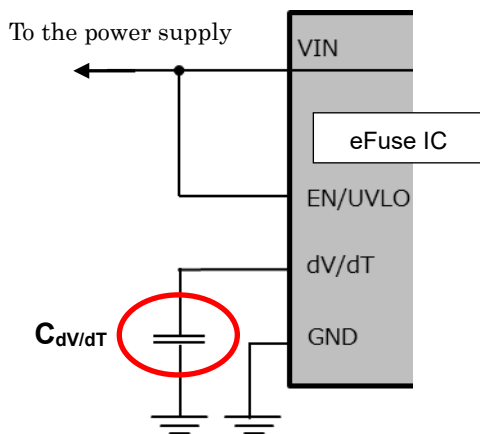 To the power supply
VIN
eFuse IC
EN/UVLO
dV/dT
CdV/dT
GND